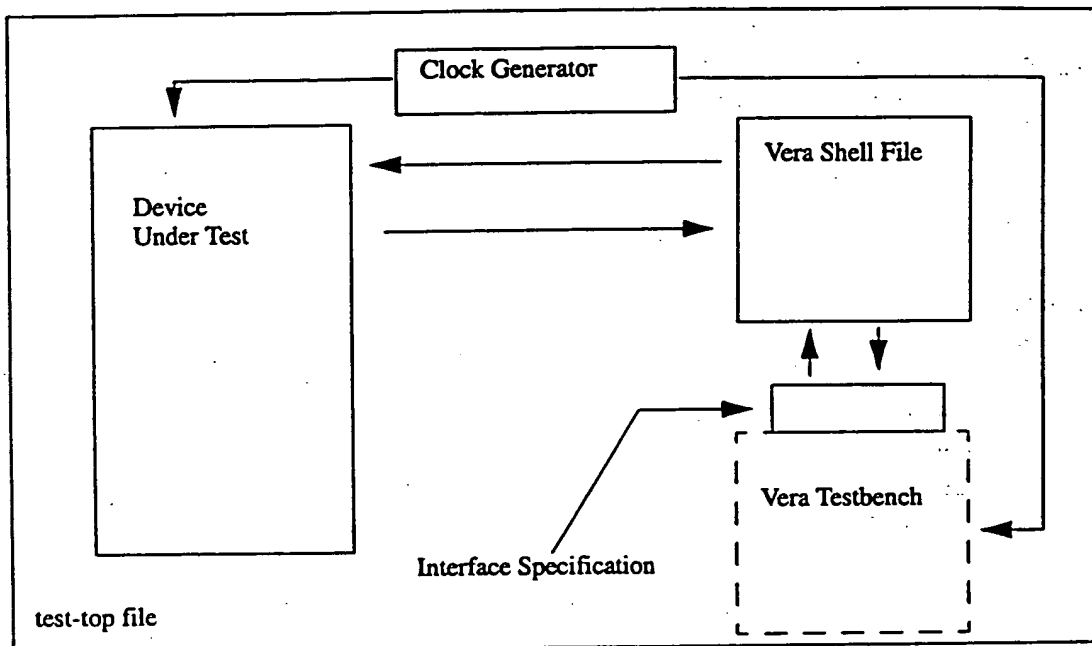 Clock Generator
Vera Shell File
Device
Under Test
Vera Testbench
Interface Specification
test-top file